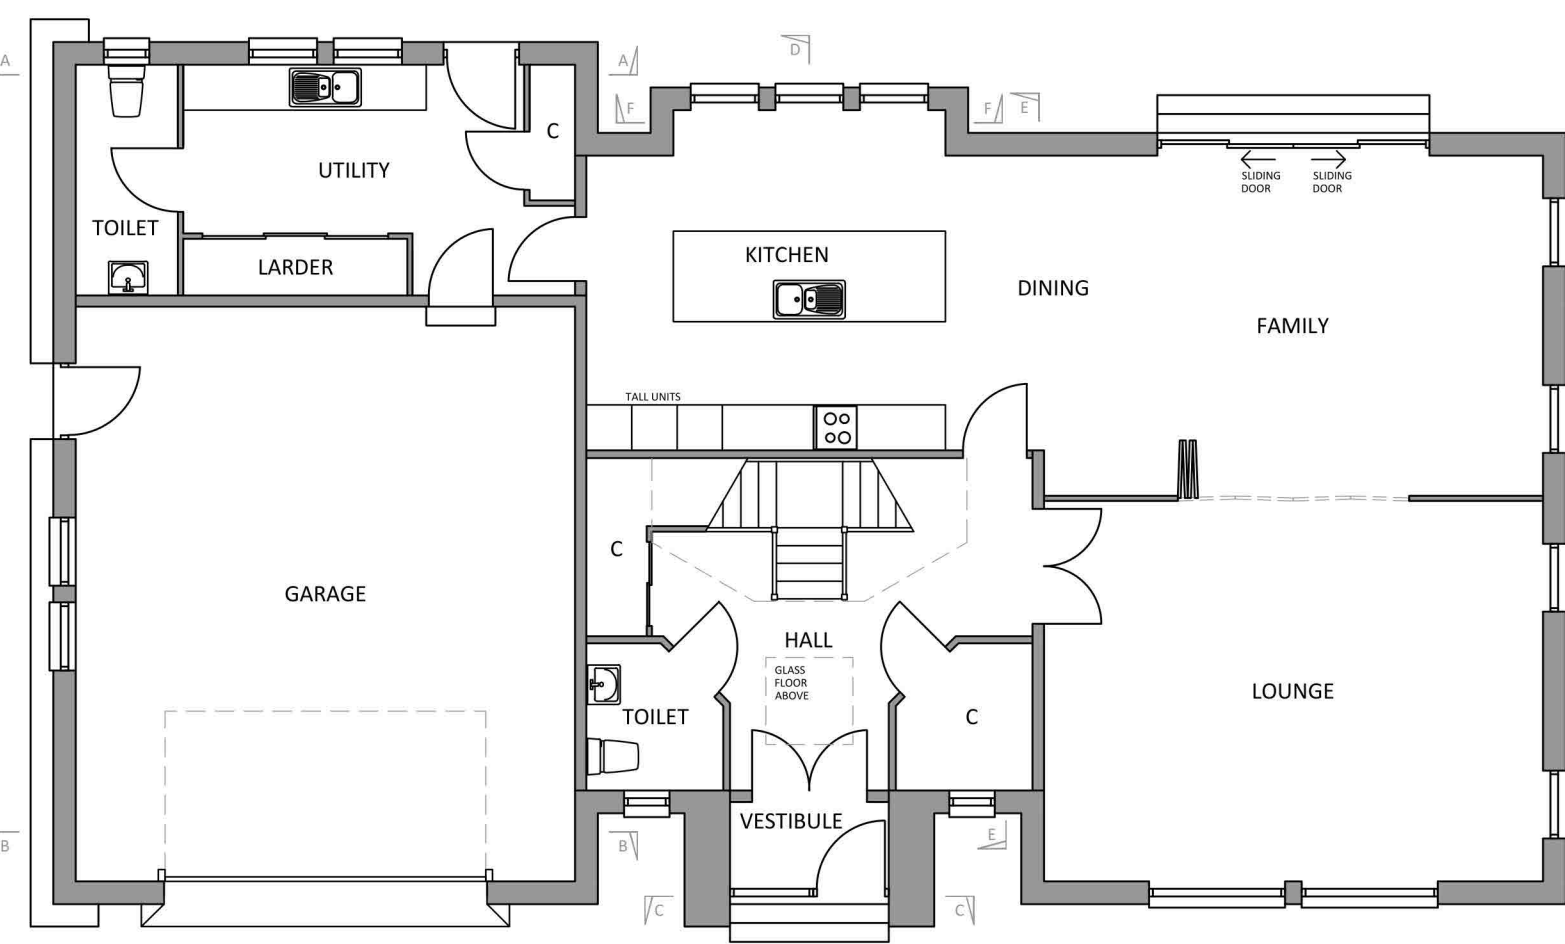 D
A
A
F
F
E
C
SLIDING
DOOR
SLIDING
DOOR
UTILITY
TOILET
KITCHEN
LARDER
DINING
FAMILY
TALL UNITS
C
GARAGE
HALL
GLASS
FLOOR
ABOVE
LOUNGE
TOILET
C
VESTIBULE
E
B
B
C
C